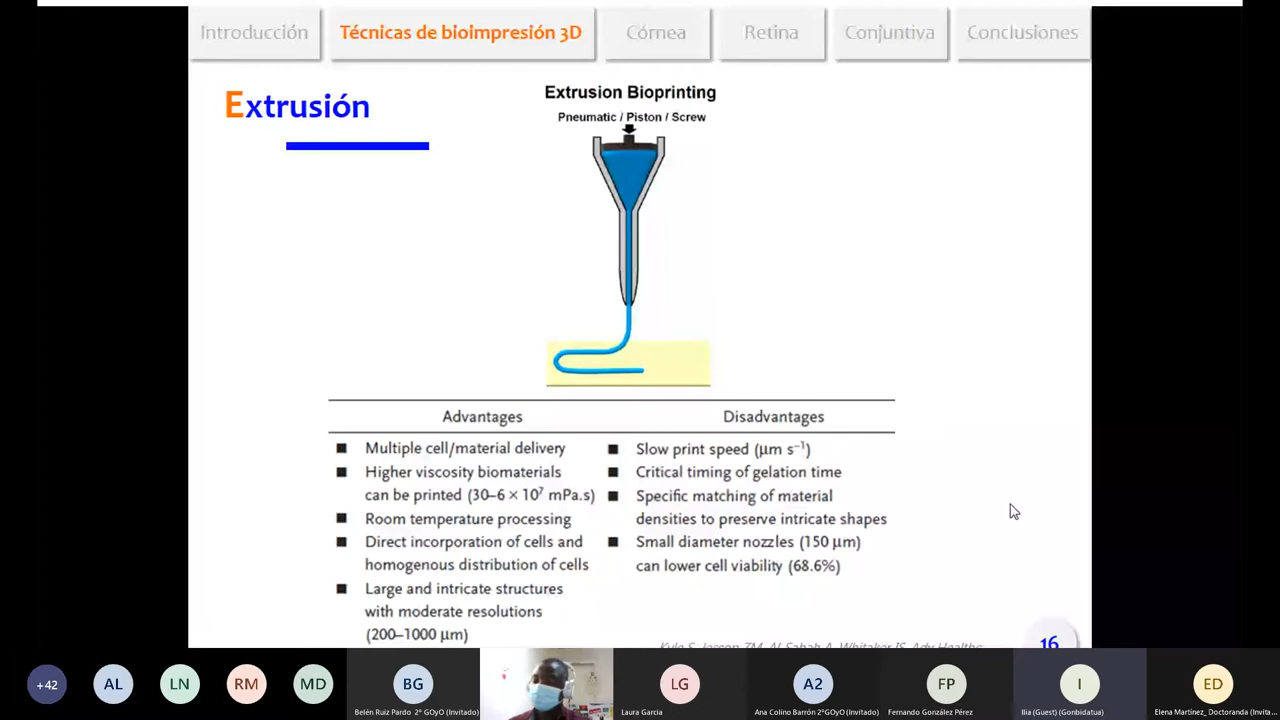 Introducción
Técnicas de bioimpresión 3D
Córnea
Retina
Conjuntiva
Conclusiones
Extrusión
Extrusion Bioprinting
Pneumatic / Piston / Screw
Advantages
■ Multiple cell/material delivery
■ Higher viscosity biomaterials
can be printed (30–6 × 10⁷ mPa.s)
■ Room temperature processing
■ Direct incorporation of cells and
homogenous distribution of cells
■ Large and intricate structures
with moderate resolutions
(200–1000 μm)
Disadvantages
■ Slow print speed (μm s⁻¹)
■ Critical timing of gelation time
■ Specific matching of material
densities to preserve intricate shapes
■ Small diameter nozzles (150 μm)
can lower cell viability (68.6%)
16
+42
AL
LN
RM
MD
BG
Belén Ruiz Pardo 2º GOyO (Invitado)
LG
Laura Garcia
A2
Ana Colino Barrón 2ºGOyO (Invitado)
FP
Fernando González Pérez
I
Ilia (Guest) (Gonbidatua)
ED
Elena Martínez_Doctoranda (Invita...